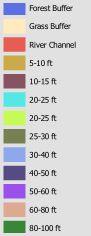 Forest Buffer
Grass Buffer
River Channel
5-10 ft
10-15 ft
20-25 ft
20-25 ft
25-30 ft
30-40 ft
40-50 ft
50-60 ft
60-80 ft
80-100 ft